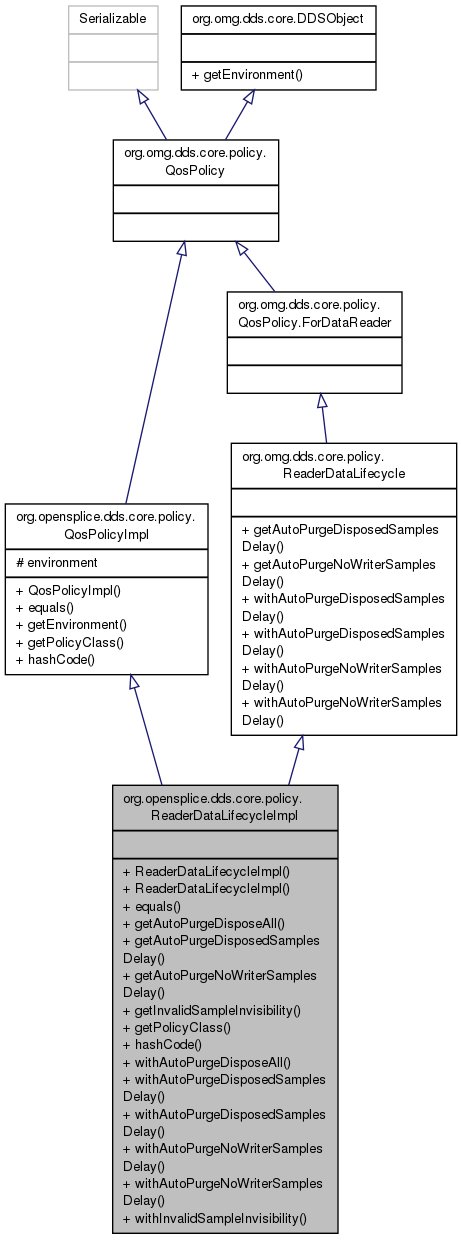 Serializable
org.omg.dds.core.DDSObject
+ getEnvironment()
org.omg.dds.core.policy.
QosPolicy
org.omg.dds.core.policy.
QosPolicy.ForDataReader
org.omg.dds.core.policy.
ReaderDataLifecycle
+ getAutoPurgeDisposedSamples
Delay()
+ getAutoPurgeNoWriterSamples
Delay()
+ withAutoPurgeDisposedSamples
Delay()
+ withAutoPurgeDisposedSamples
Delay()
+ withAutoPurgeNoWriterSamples
Delay()
+ withAutoPurgeNoWriterSamples
Delay()
org.opensplice.dds.core.policy.
QosPolicyImpl
# environment
+ QosPolicyImpl()
+ equals()
+ getEnvironment()
+ getPolicyClass()
+ hashCode()
org.opensplice.dds.core.policy.
ReaderDataLifecycleImpl
+ ReaderDataLifecycleImpl()
+ ReaderDataLifecycleImpl()
+ equals()
+ getAutoPurgeDisposeAll()
+ getAutoPurgeDisposedSamples
Delay()
+ getAutoPurgeNoWriterSamples
Delay()
+ getInvalidSampleInvisibility()
+ getPolicyClass()
+ hashCode()
+ withAutoPurgeDisposeAll()
+ withAutoPurgeDisposedSamples
Delay()
+ withAutoPurgeDisposedSamples
Delay()
+ withAutoPurgeNoWriterSamples
Delay()
+ withAutoPurgeNoWriterSamples
Delay()
+ withInvalidSampleInvisibility()